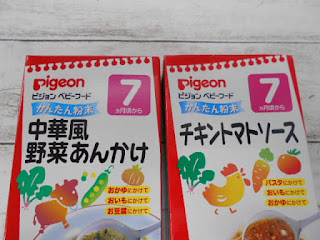 Pigeon
ピジョン ベビーフード
かんたん粉末
7
ヵ月頃から
中華風
野菜あんかけ
おかゆにかけて
おいもにかけて
お豆腐にかけて
Pigeon
ピジョン ベビーフード
かんたん粉末
7
ヵ月頃から
チキントマトソース
パスタにかけて
おいもにかけて
おかゆにかけて